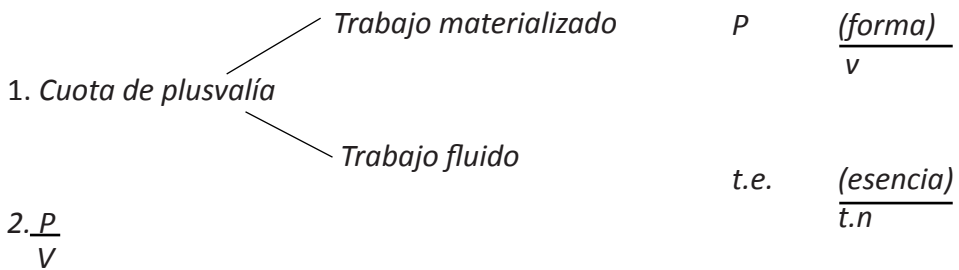 Trabajo materializado P (forma)
v
1. Cuota de plusvalía
Trabajo fluido
t.e. (esencia)
t.n
2. P
V